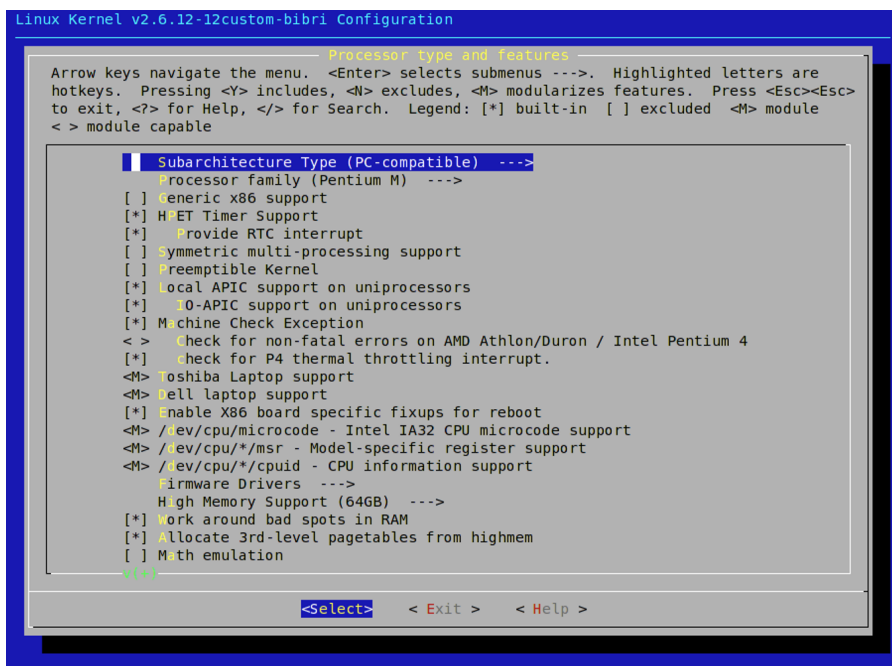 Linux Kernel v2.6.12-12custom-bibri Configuration
Processor type and features
Arrow keys navigate the menu.  <Enter> selects submenus --->.  Highlighted letters are
hotkeys.  Pressing <Y> includes, <N> excludes, <M> modularizes features.  Press <Esc><Esc>
to exit, <?> for Help, </> for Search.  Legend: [*] built-in  [ ] excluded  <M> module
< > module capable
Subarchitecture Type (PC-compatible)  --->
Processor family (Pentium M)  --->
[ ] Generic x86 support
[*] HPET Timer Support
[*]   Provide RTC interrupt
[ ] Symmetric multi-processing support
[ ] Preemptible Kernel
[*] Local APIC support on uniprocessors
[*]   IO-APIC support on uniprocessors
[*] Machine Check Exception
< >   Check for non-fatal errors on AMD Athlon/Duron / Intel Pentium 4
[*]   check for P4 thermal throttling interrupt.
<M> Toshiba Laptop support
<M> Dell laptop support
[*] Enable X86 board specific fixups for reboot
<M> /dev/cpu/microcode - Intel IA32 CPU microcode support
<M> /dev/cpu/*/msr - Model-specific register support
<M> /dev/cpu/*/cpuid - CPU information support
Firmware Drivers  --->
High Memory Support (64GB)  --->
[*] Work around bad spots in RAM
[*] Allocate 3rd-level pagetables from highmem
[ ] Math emulation
v(+)
<Select>    < Exit >    < Help >